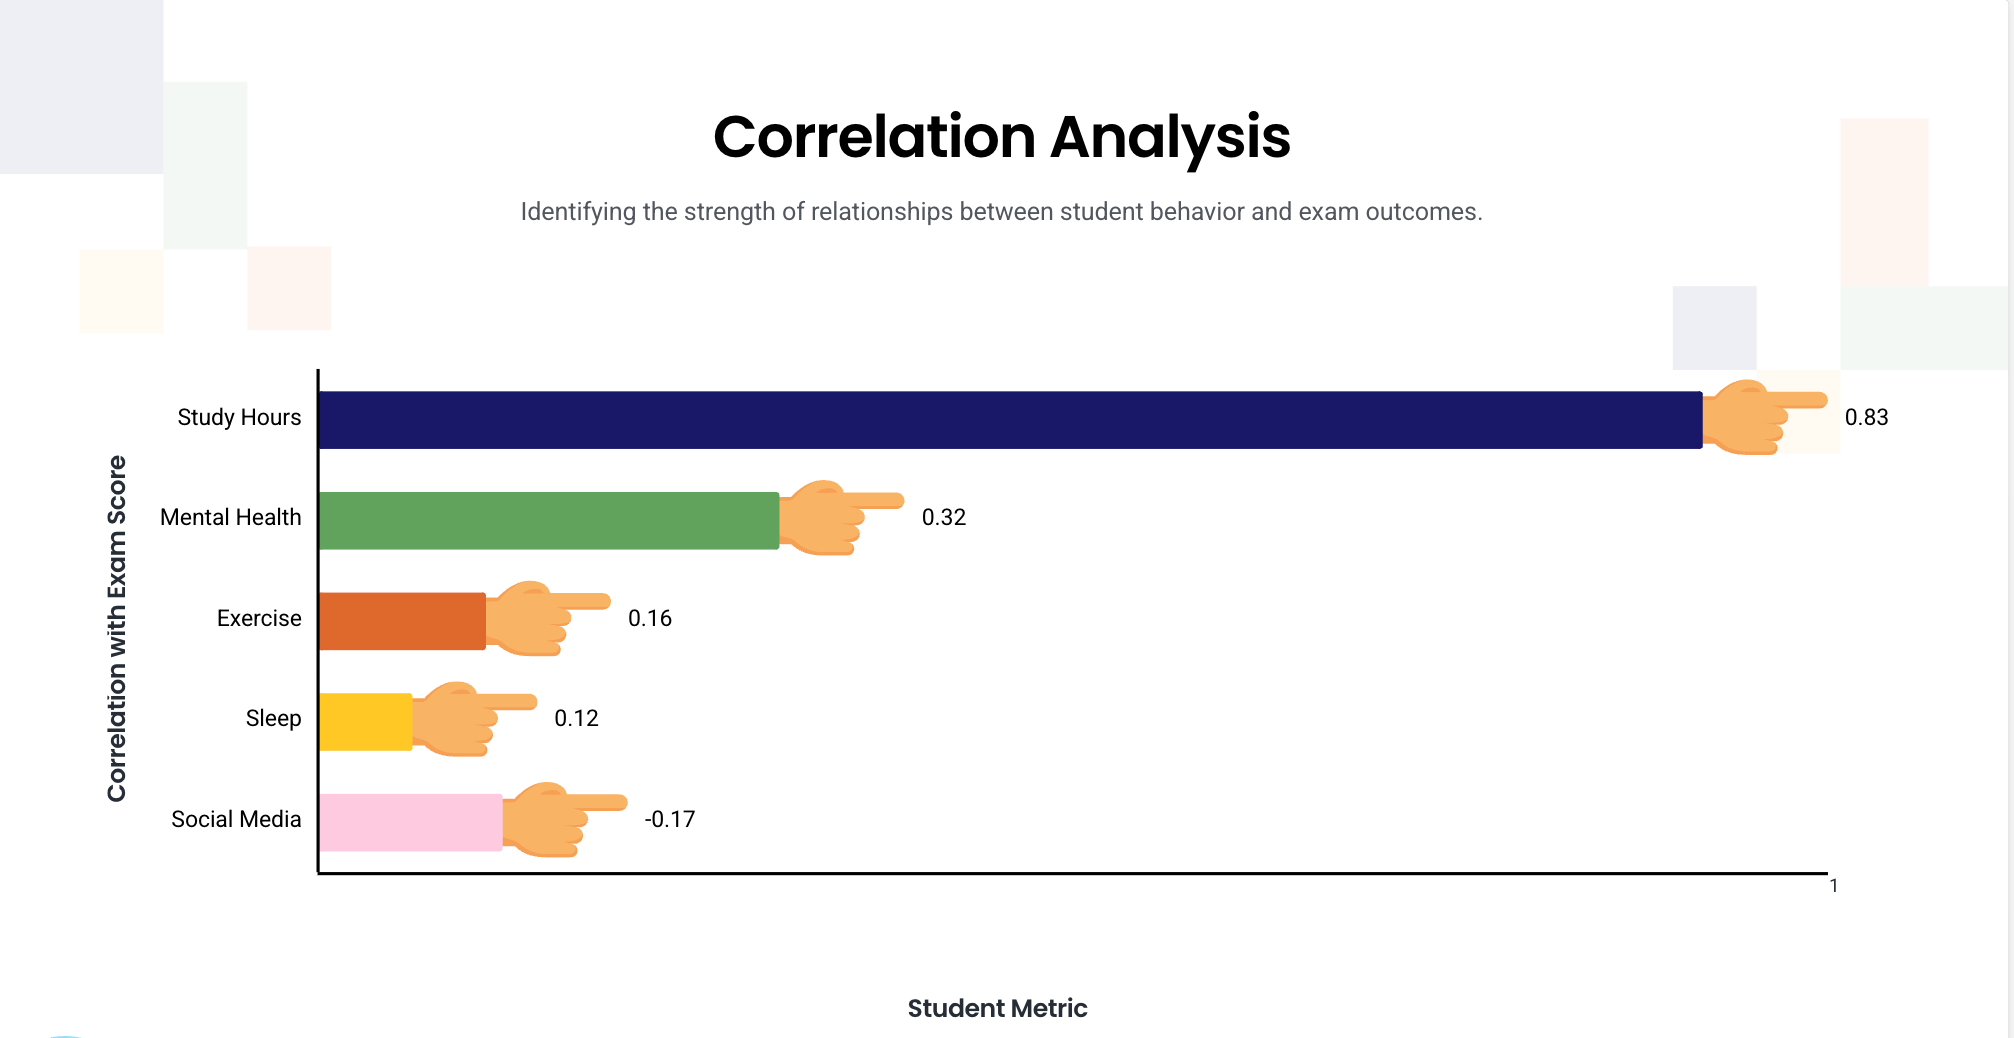 Correlation Analysis
Identifying the strength of relationships between student behavior and exam outcomes.
Correlation with Exam Score
Study Hours
0.83
Mental Health
0.32
Exercise
0.16
Sleep
0.12
Social Media
-0.17
1
Student Metric